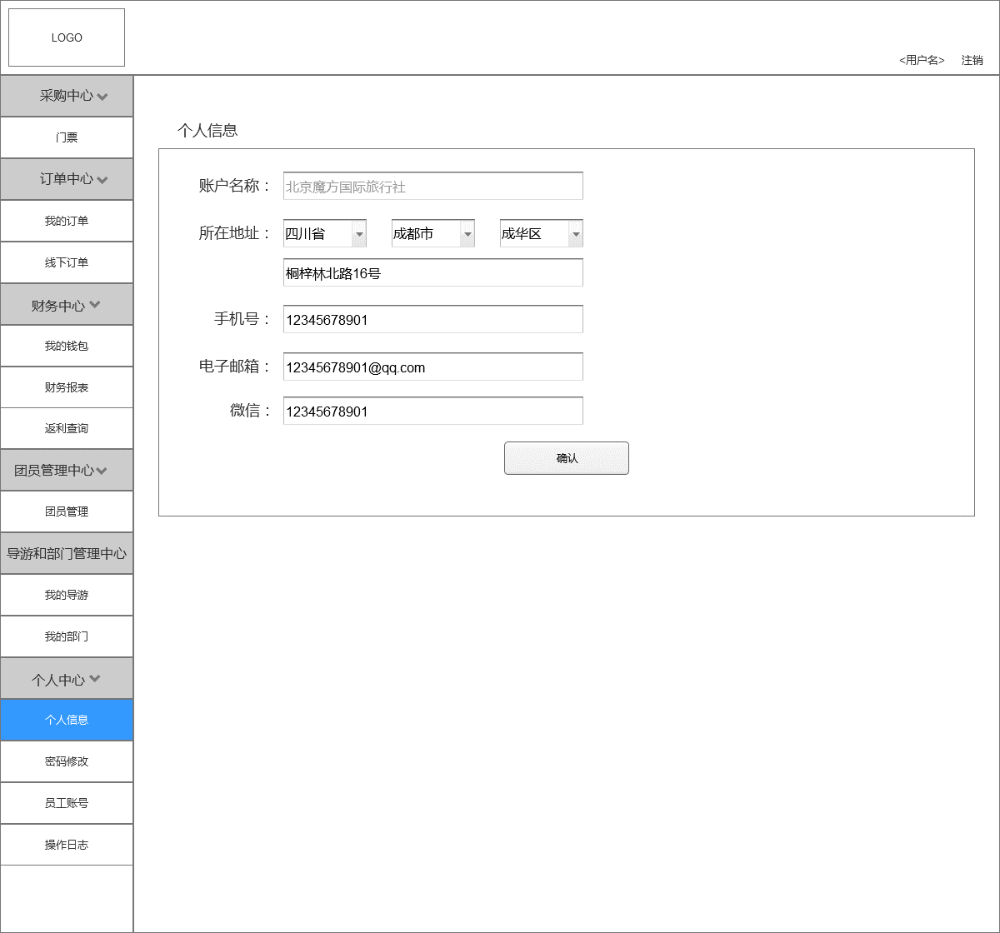 LOGO
<用户名> 注销
采购中心
门票
订单中心
我的订单
线下订单
财务中心
我的钱包
财务报表
返利查询
团员管理中心
团员管理
导游和部门管理中心
我的导游
我的部门
个人中心
个人信息
密码修改
员工账号
操作日志
个人信息
账户名称： 北京魔方国际旅行社
所在地址： 四川省 成都市 成华区
桐梓林北路16号
手机号： 12345678901
电子邮箱： 12345678901@qq.com
微信： 12345678901
确认